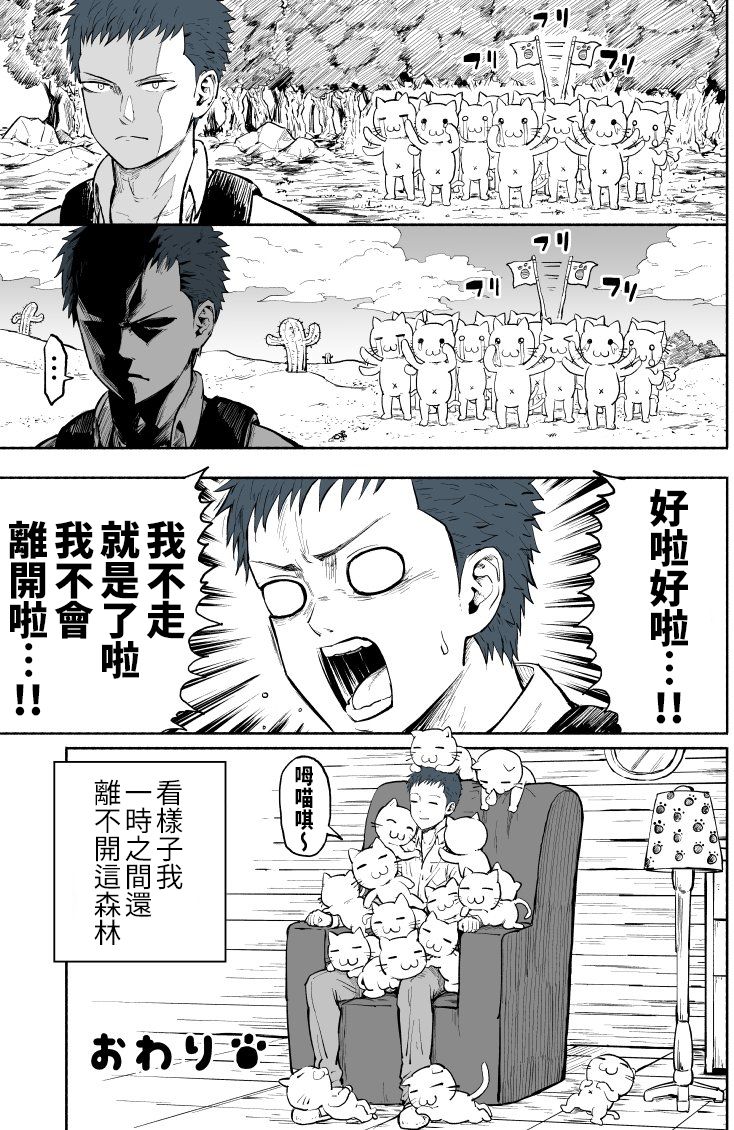 フリ
フリ
フリ
フリ
フリ
フリ
…
好啦好啦…!!
我不走
就是了啦
我不會
離開啦…!!
呣喵唭～
看樣子我
一時之間還
離不開這森林
おわり